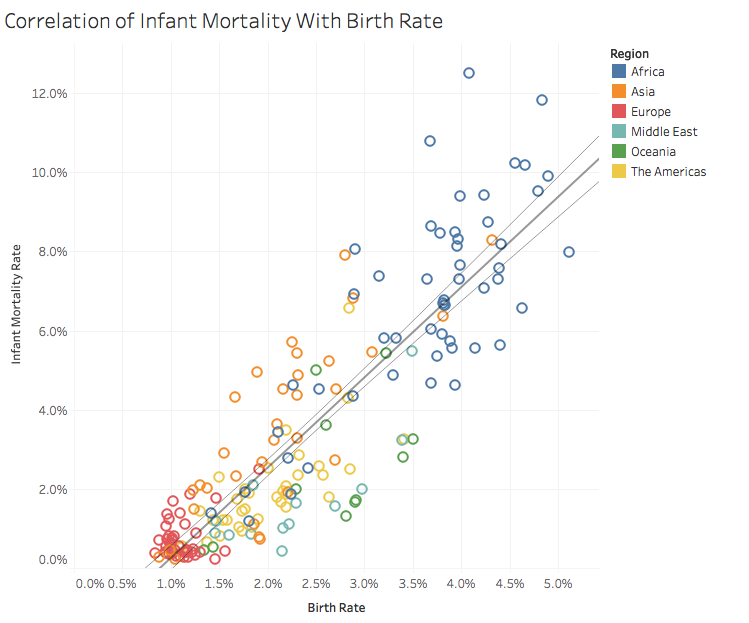 Correlation of Infant Mortality With Birth Rate
Region
Africa
Asia
Europe
Middle East
Oceania
The Americas
Infant Mortality Rate
12.0%
10.0%
8.0%
6.0%
4.0%
2.0%
0.0%
0.0% 0.5% 1.0% 1.5% 2.0% 2.5% 3.0% 3.5% 4.0% 4.5% 5.0%
Birth Rate